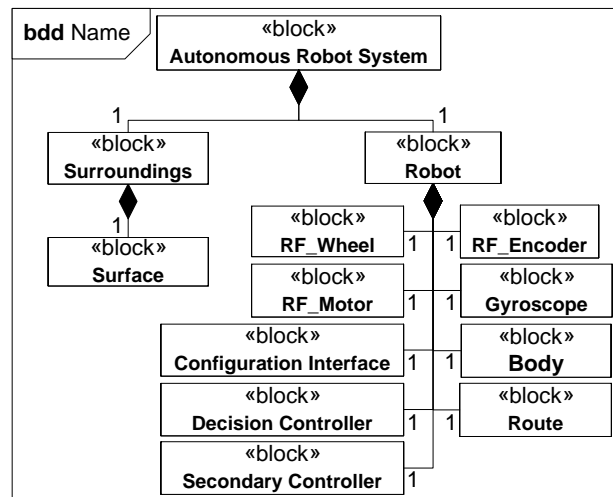 bdd Name
«block»
Autonomous Robot System
1
1
«block»
Surroundings
«block»
Robot
1
«block»
Surface
«block»
RF_Wheel
1
1
«block»
RF_Encoder
«block»
RF_Motor
1
1
«block»
Gyroscope
«block»
Configuration Interface
1
1
«block»
Body
«block»
Decision Controller
1
1
«block»
Route
«block»
Secondary Controller
1